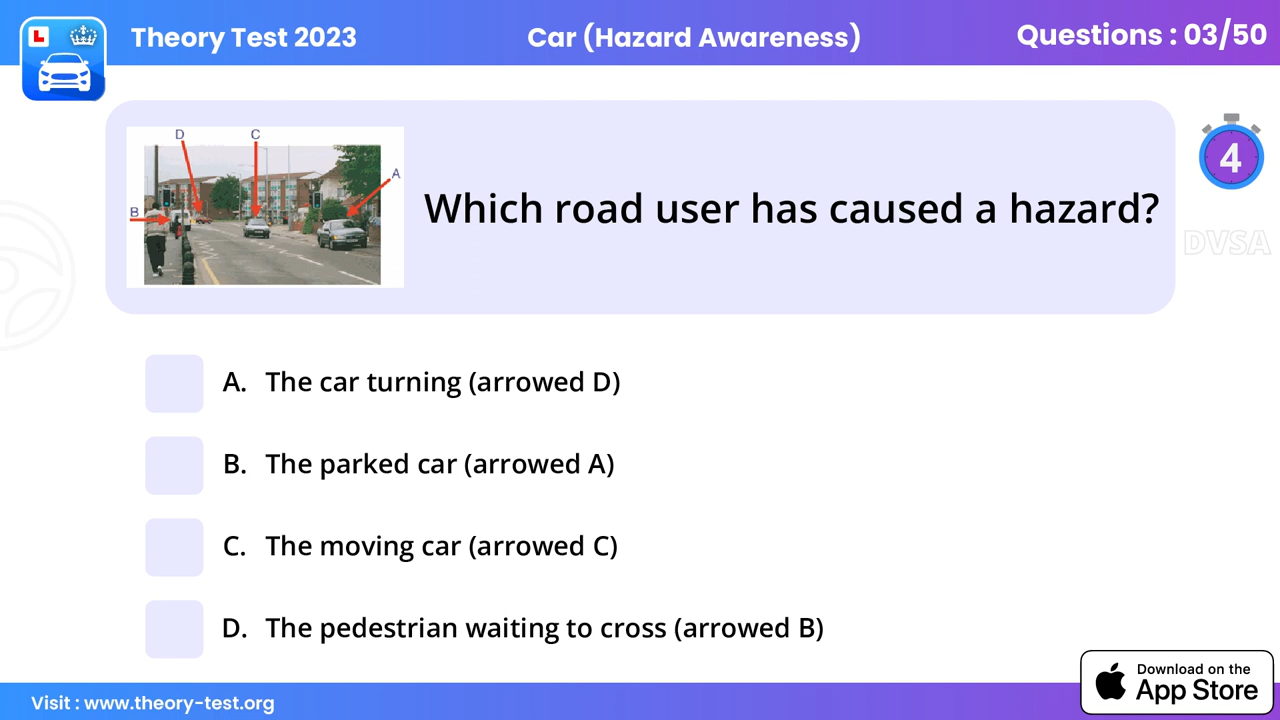 L
Theory Test 2023
Car (Hazard Awareness)
Questions : 03/50
D
C
A
B
Which road user has caused a hazard?
4
DVSA
A. The car turning (arrowed D)
B. The parked car (arrowed A)
C. The moving car (arrowed C)
D. The pedestrian waiting to cross (arrowed B)
Visit : www.theory-test.org
Download on the
App Store